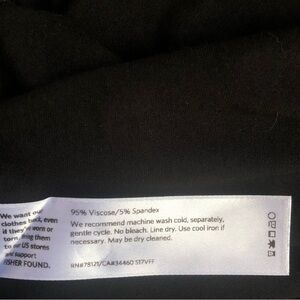 We want our
clothes back, even
if they're worn or
torn. Bring them
to our US stores
and support
FISHER FOUND.
95% Viscose/5% Spandex
We recommend machine wash cold, separately,
gentle cycle. No bleach. Line dry. Use cool iron if
necessary. May be dry cleaned.
RN#78121/CA#34460 S17VFF